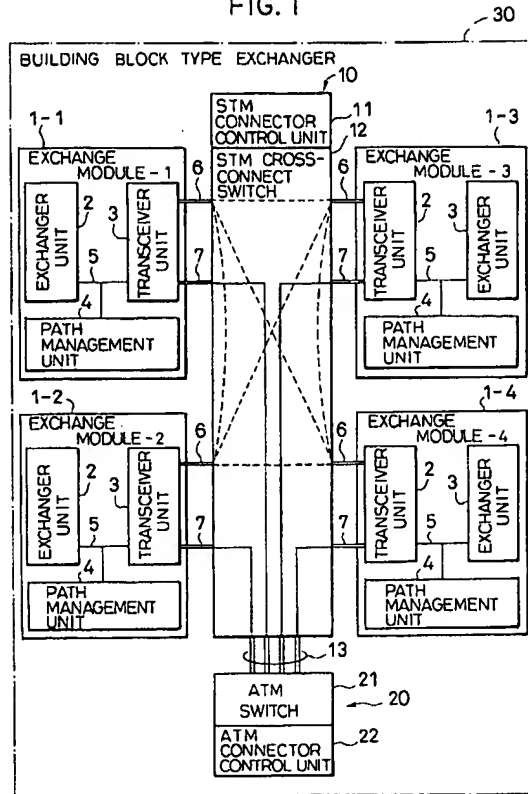 FIG. 1
30
BUILDING BLOCK TYPE EXCHANGER
10
STM CONNECTOR CONTROL UNIT
11
STM CROSS-CONNECT SWITCH
12
1-1
EXCHANGE MODULE-1
2
EXCHANGER UNIT
3
TRANSCEIVER UNIT
5
4
PATH MANAGEMENT UNIT
6
7
1-3
EXCHANGE MODULE-3
6
2
TRANSCEIVER UNIT
3
EXCHANGER UNIT
5
4
PATH MANAGEMENT UNIT
7
1-2
EXCHANGE MODULE-2
2
EXCHANGER UNIT
3
TRANSCEIVER UNIT
5
4
PATH MANAGEMENT UNIT
6
7
1-4
EXCHANGE MODULE-4
6
2
TRANSCEIVER UNIT
3
EXCHANGER UNIT
5
4
PATH MANAGEMENT UNIT
7
13
ATM SWITCH
21
20
ATM CONNECTOR CONTROL UNIT
22